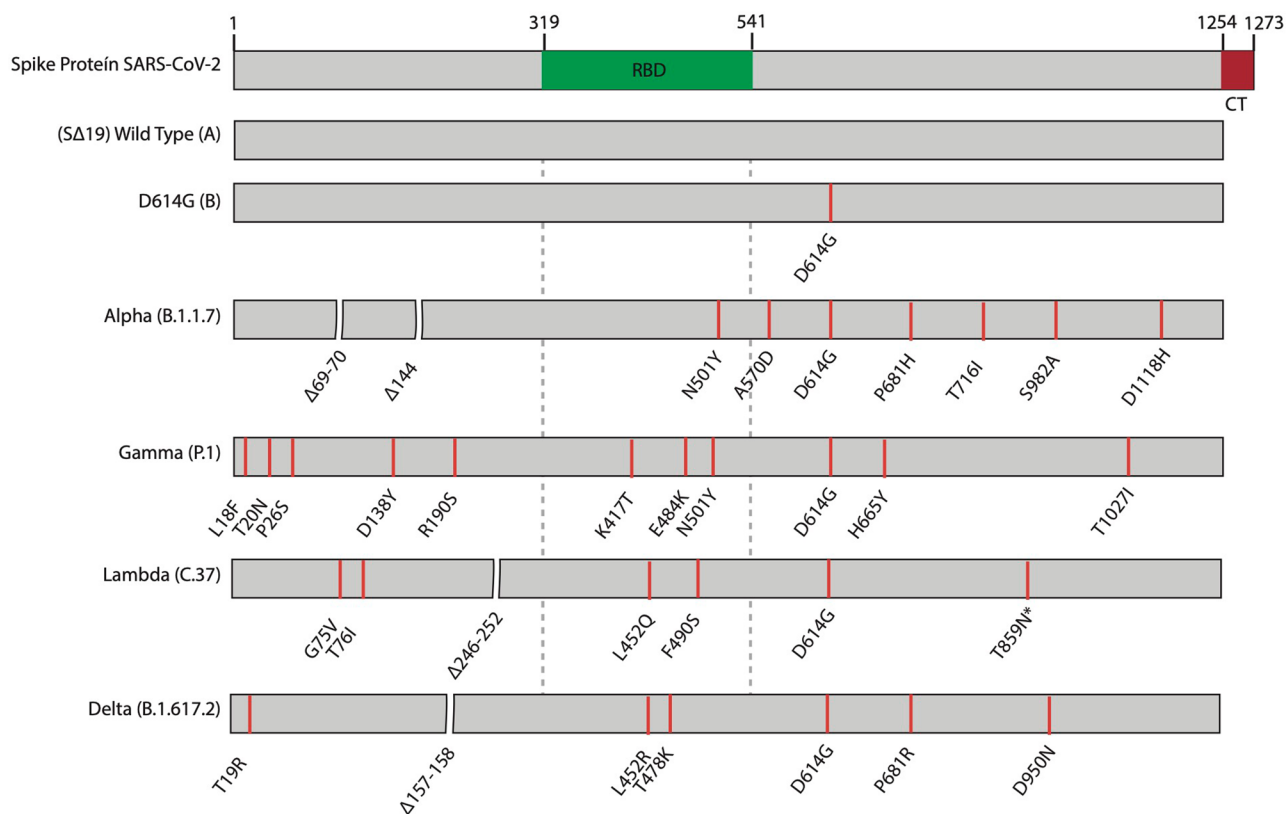 1 319 541 1254 1273
Spike Proteín SARS-CoV-2 RBD
CT
(SΔ19) Wild Type (A)
D614G (B)
D614G
Alpha (B.1.1.7)
Δ69-70 Δ144 N501Y A570D D614G P681H T716I S982A D1118H
Gamma (P.1)
L18F T20N P26S D138Y R190S K417T E484K N501Y D614G H665Y T1027I
Lambda (C.37)
G75V T76I Δ246-252 L452Q F490S D614G T859N*
Delta (B.1.617.2)
T19R Δ157-158 L452R T478K D614G P681R D950N